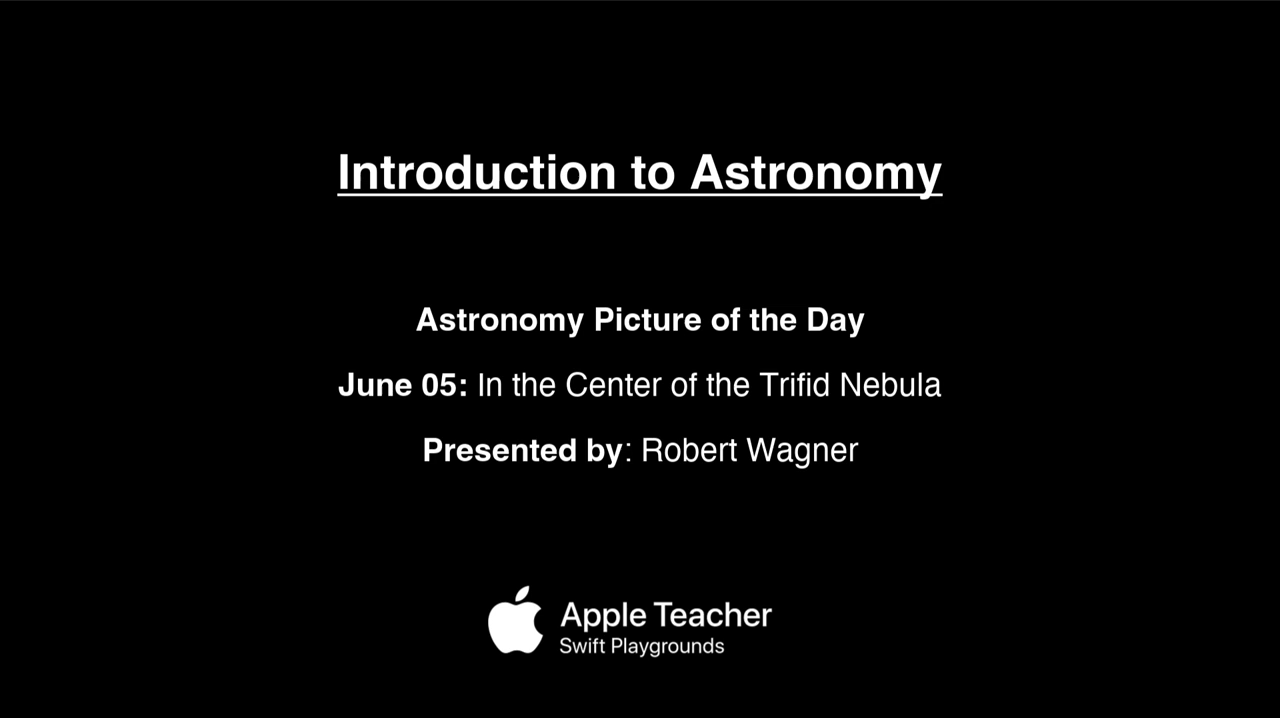 Introduction to Astronomy
Astronomy Picture of the Day
June 05: In the Center of the Trifid Nebula
Presented by: Robert Wagner
Apple Teacher
Swift Playgrounds